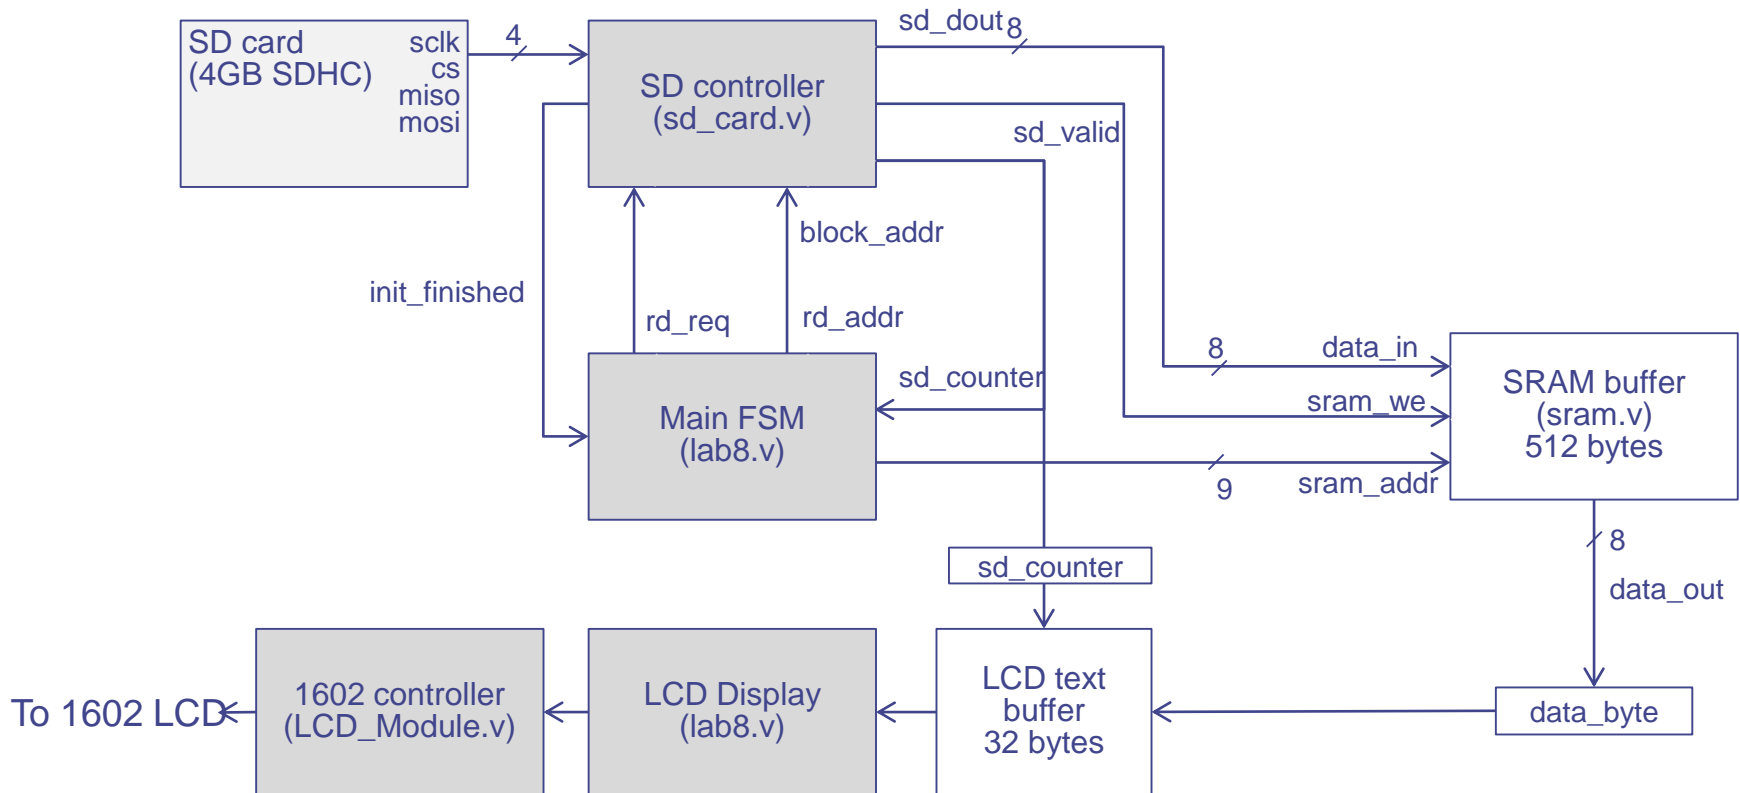 SD card
(4GB SDHC)
sclk
cs
miso
mosi
4
SD controller
(sd_card.v)
sd_dout
8
sd_valid
block_addr
init_finished
rd_req
rd_addr
Main FSM
(lab8.v)
sd_counter
8
data_in
sram_we
9
sram_addr
SRAM buffer
(sram.v)
512 bytes
sd_counter
8
data_out
To 1602 LCD
1602 controller
(LCD_Module.v)
LCD Display
(lab8.v)
LCD text
buffer
32 bytes
data_byte